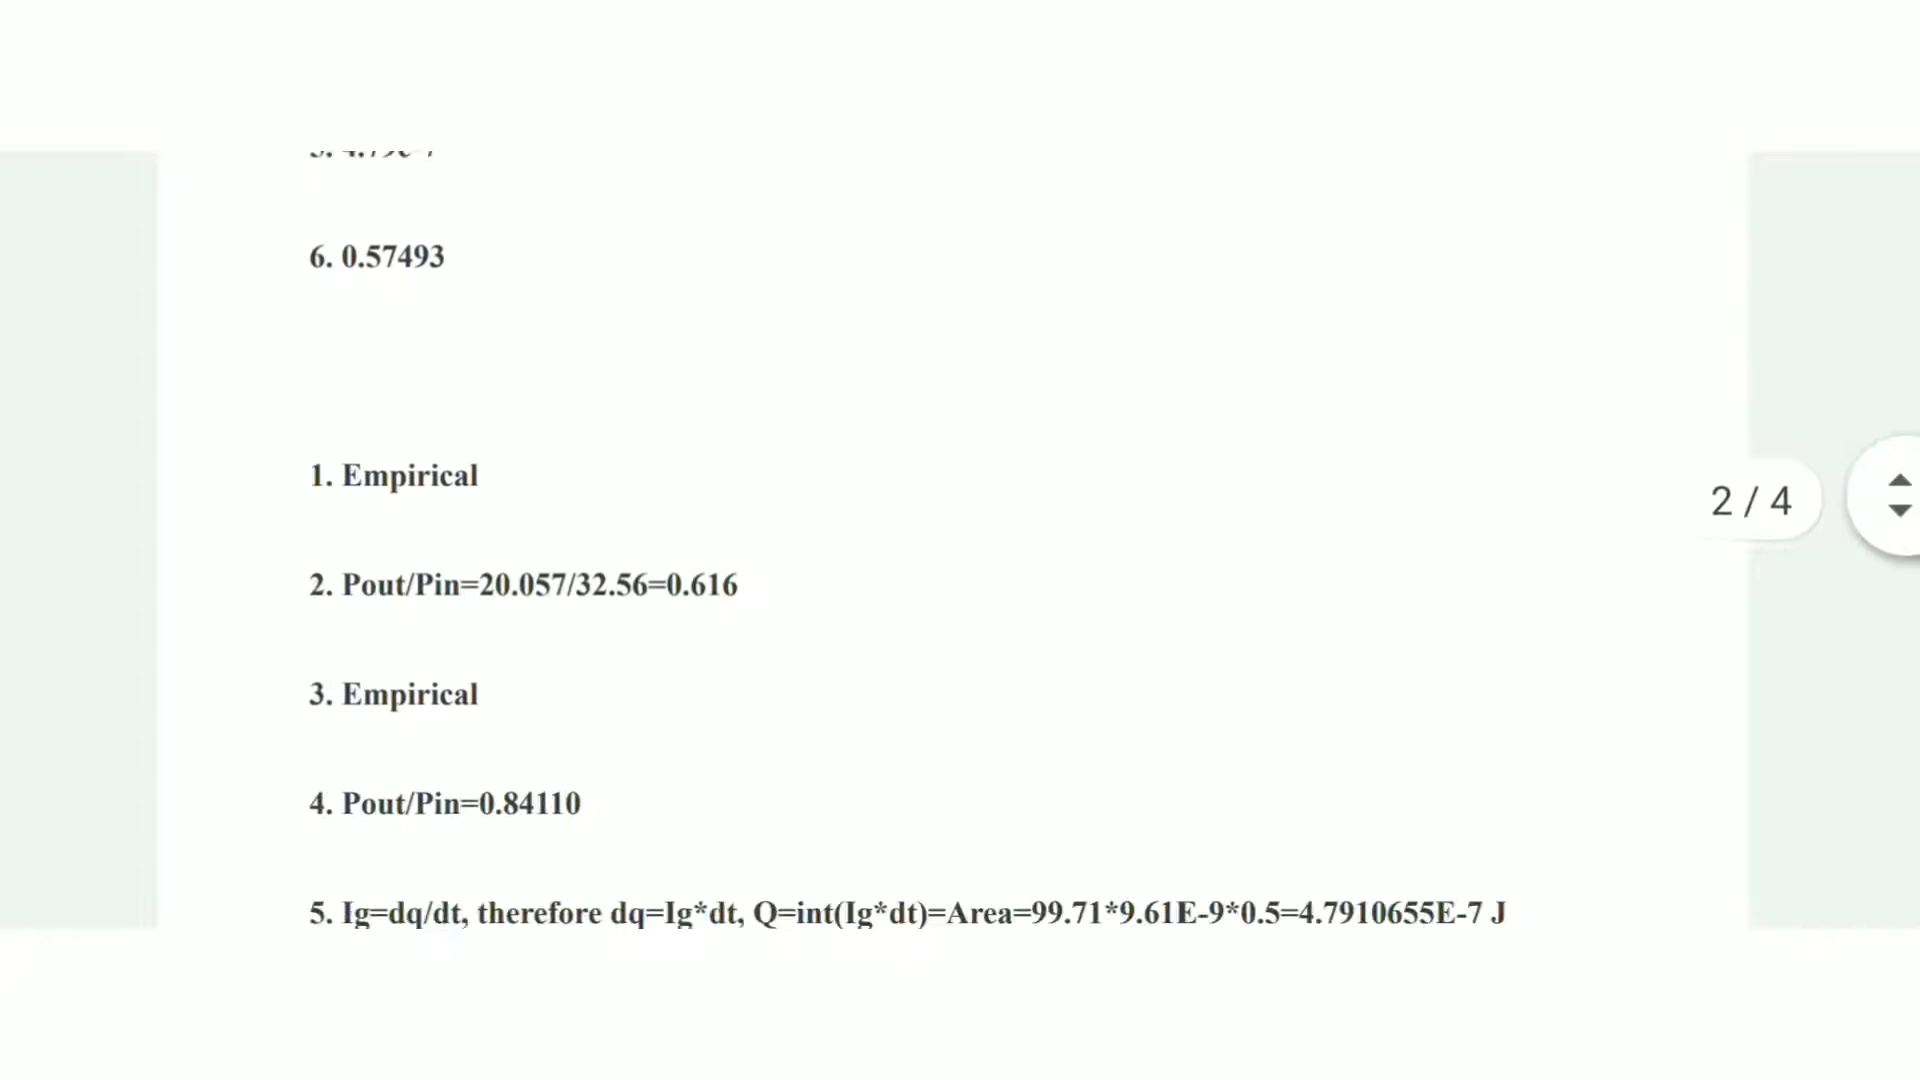 6. 0.57493
1. Empirical
2. Pout/Pin=20.057/32.56=0.616
2 / 4
3. Empirical
4. Pout/Pin=0.84110
5. Ig=dq/dt, therefore dq=Ig*dt, Q=int(Ig*dt)=Area=99.71*9.61E-9*0.5=4.7910655E-7 J